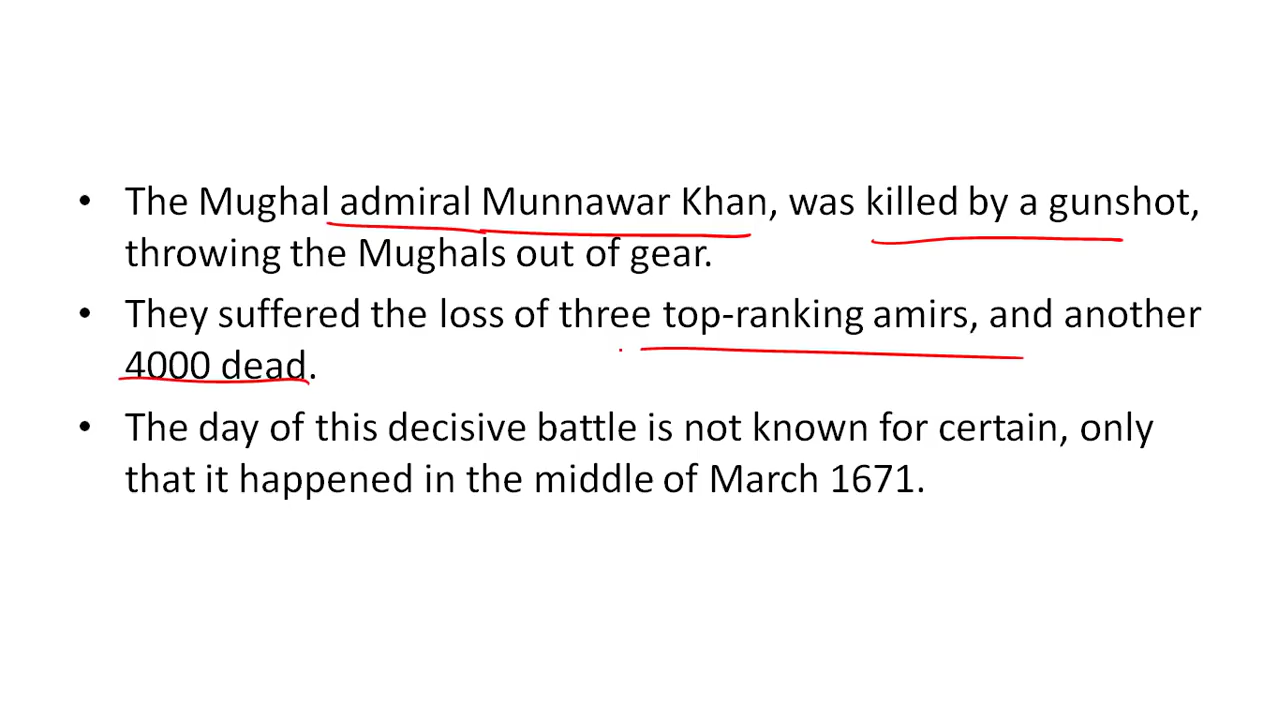 • The Mughal admiral Munnawar Khan, was killed by a gunshot,
throwing the Mughals out of gear.
• They suffered the loss of three top-ranking amirs, and another
4000 dead.
• The day of this decisive battle is not known for certain, only
that it happened in the middle of March 1671.